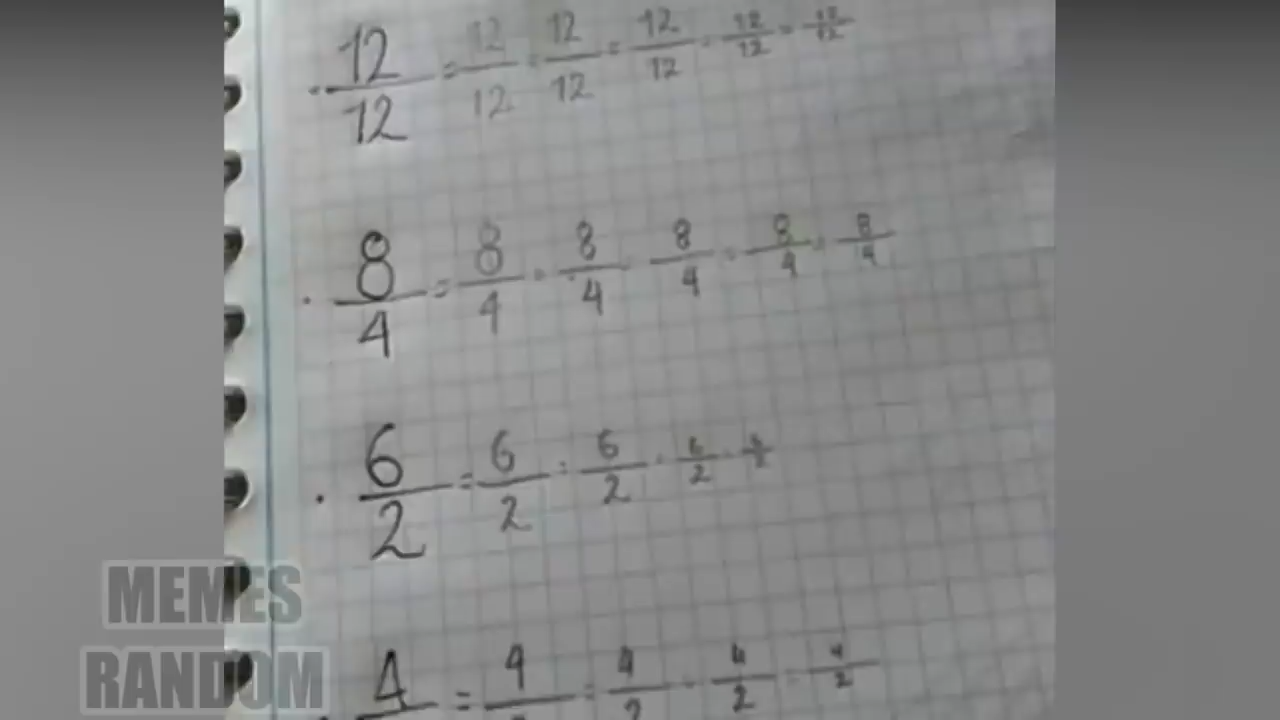 · 12/12 = 12/12 = 12/12 = 12/12 = 12/12 = 12/12
· 8/4 = 8/4 = 8/4 = 8/4 = 8/4 = 8/4
· 6/2 = 6/2 = 6/2 = 6/2 =
4 = 4 = 4/2 = 4/2 = 4/2
MEMES
RANDOM